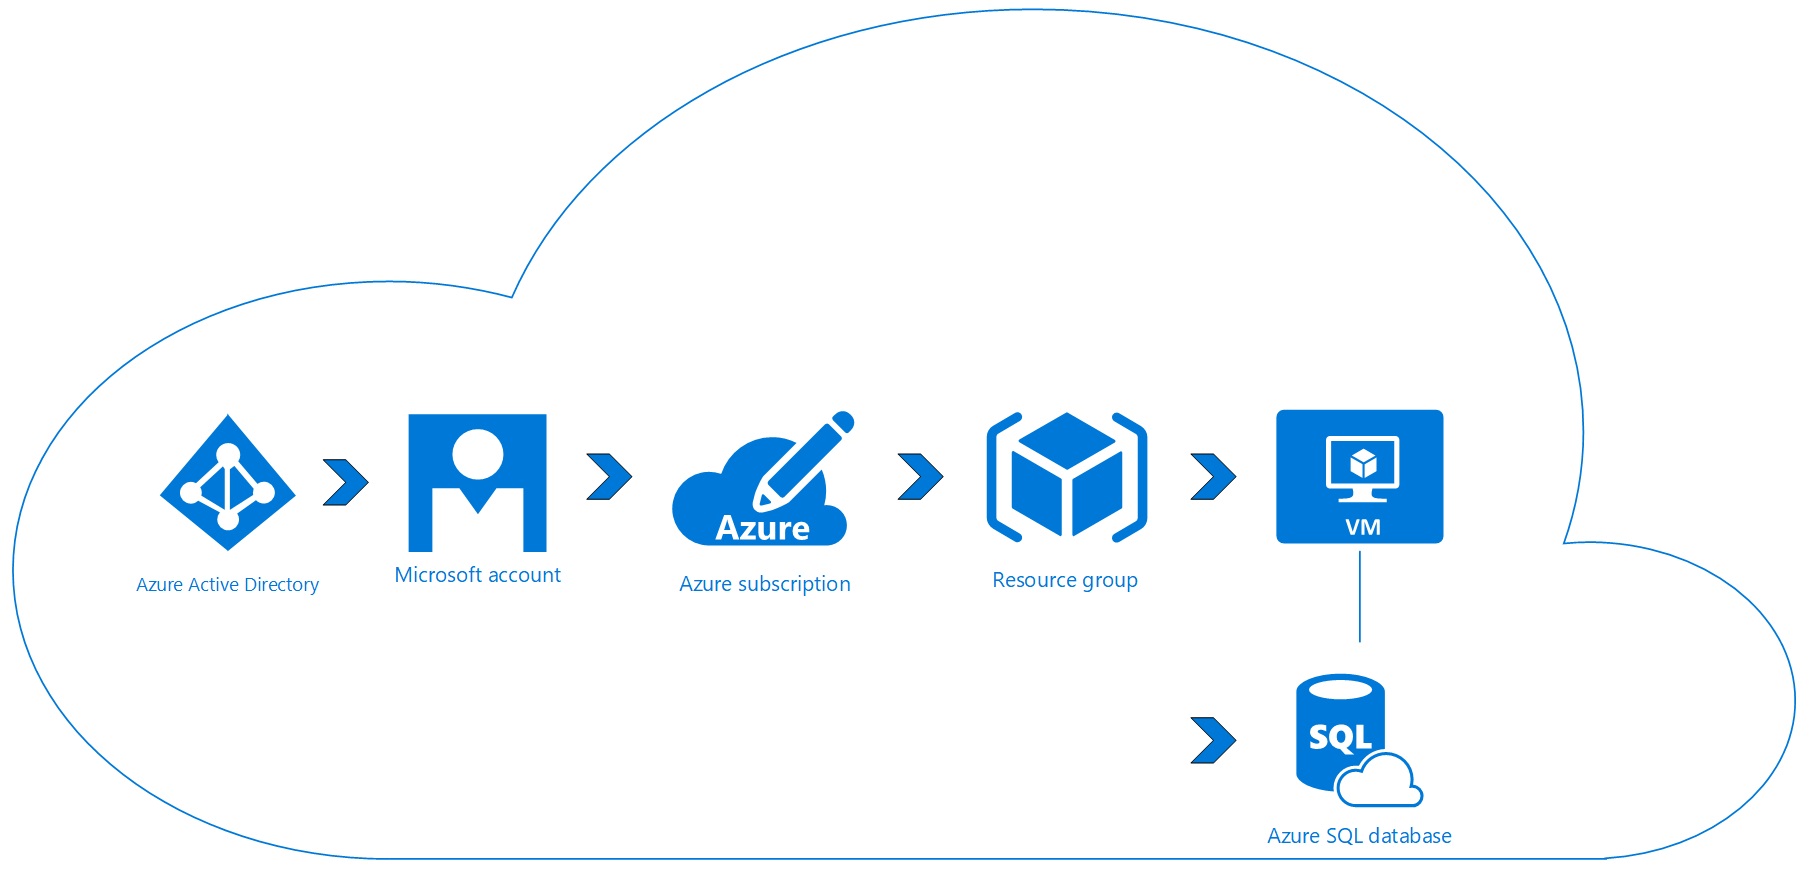 Azure
VM
Azure Active Directory
Microsoft account
Azure subscription
Resource group
SQL
Azure SQL database